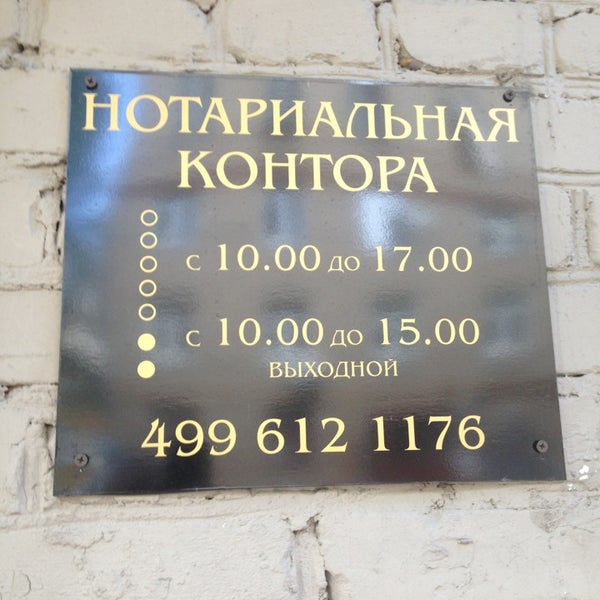 НОТАРИАЛЬНАЯ
КОНТОРА
с 10.00 до 17.00
с 10.00 до 15.00
ВЫХОДНОЙ
499 612 1176